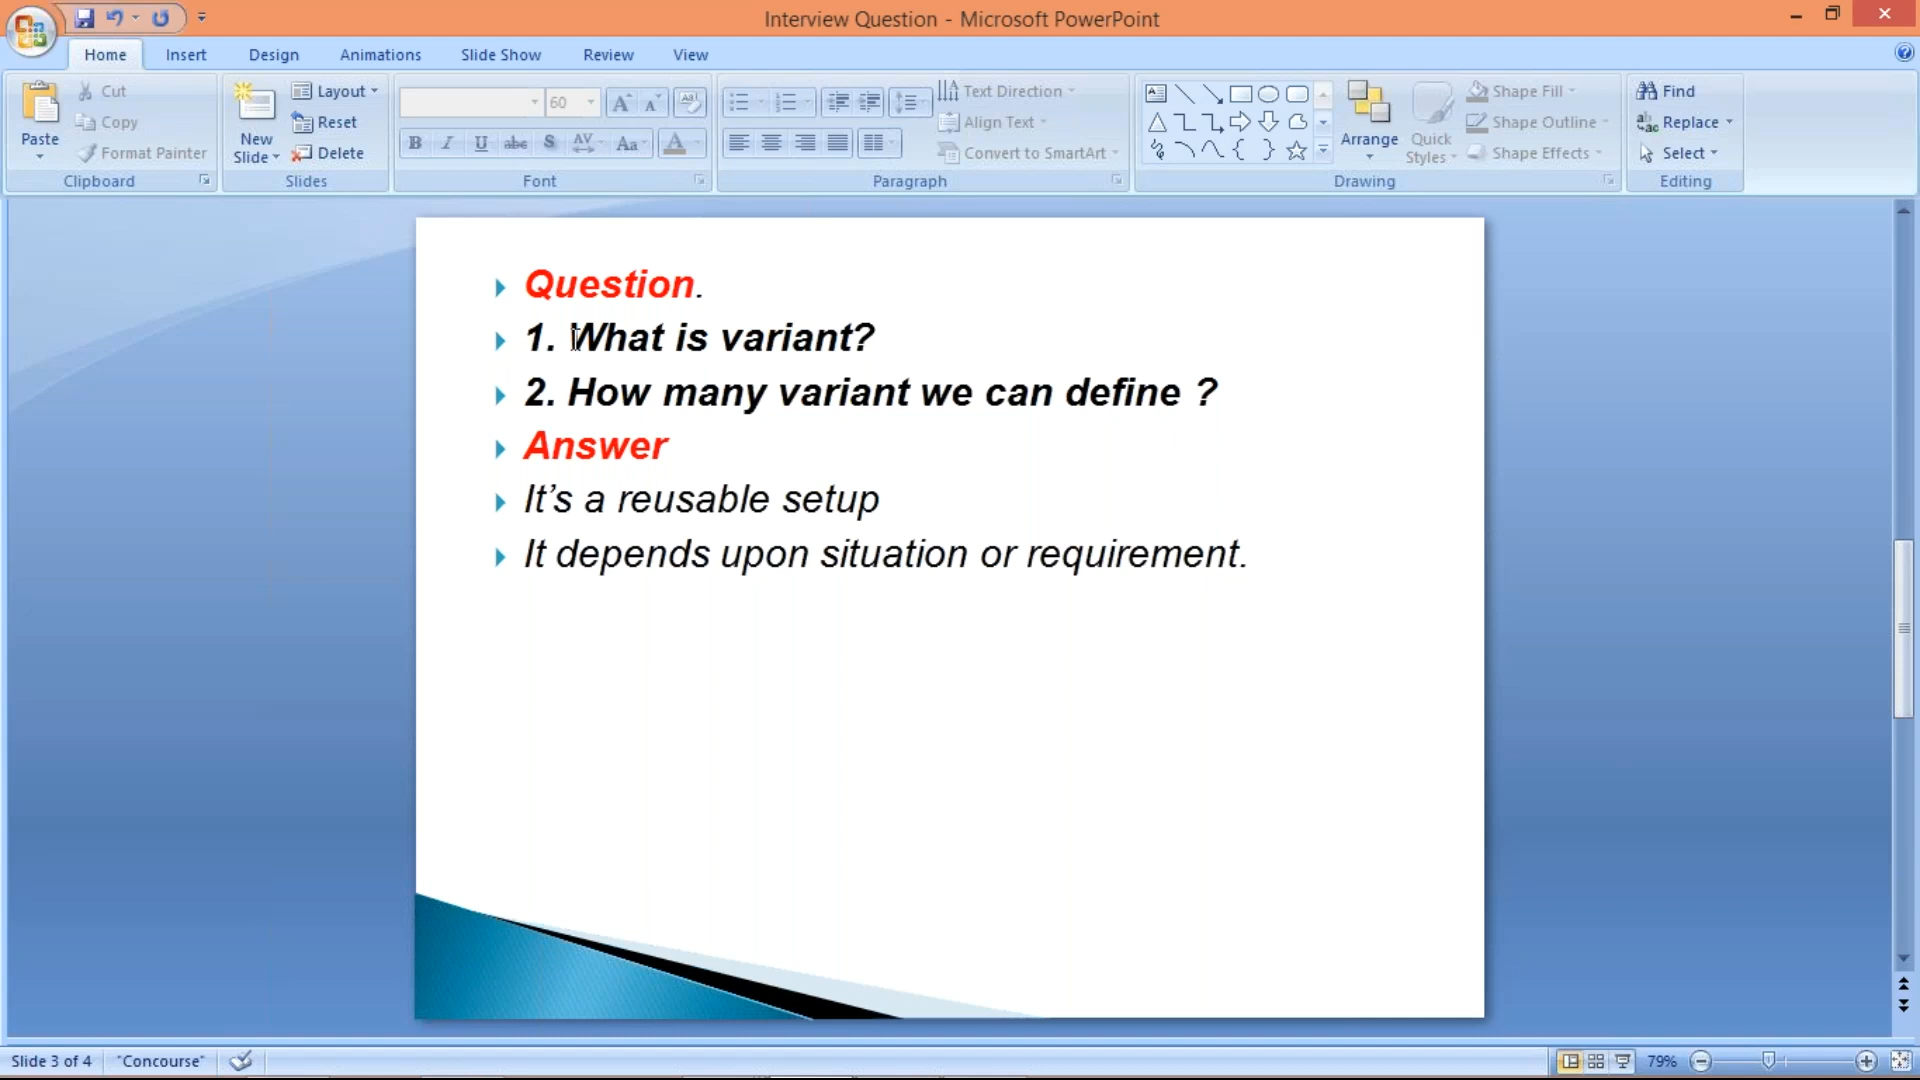 Interview Question - Microsoft PowerPoint
Home Insert Design Animations Slide Show Review View
Paste Cut Copy Format Painter Clipboard
New Slide Layout Reset Delete Slides
60 B I U abc S AV Aa A Font
Text Direction Align Text Convert to SmartArt Paragraph
Arrange Quick Styles Shape Fill Shape Outline Shape Effects Drawing
Find Replace Select Editing
Question.
1. What is variant?
2. How many variant we can define ?
Answer
It’s a reusable setup
It depends upon situation or requirement.
Slide 3 of 4 "Concourse" 79%